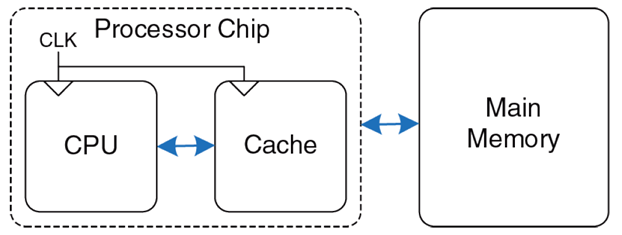 Processor Chip
CLK
CPU
Cache
Main
Memory